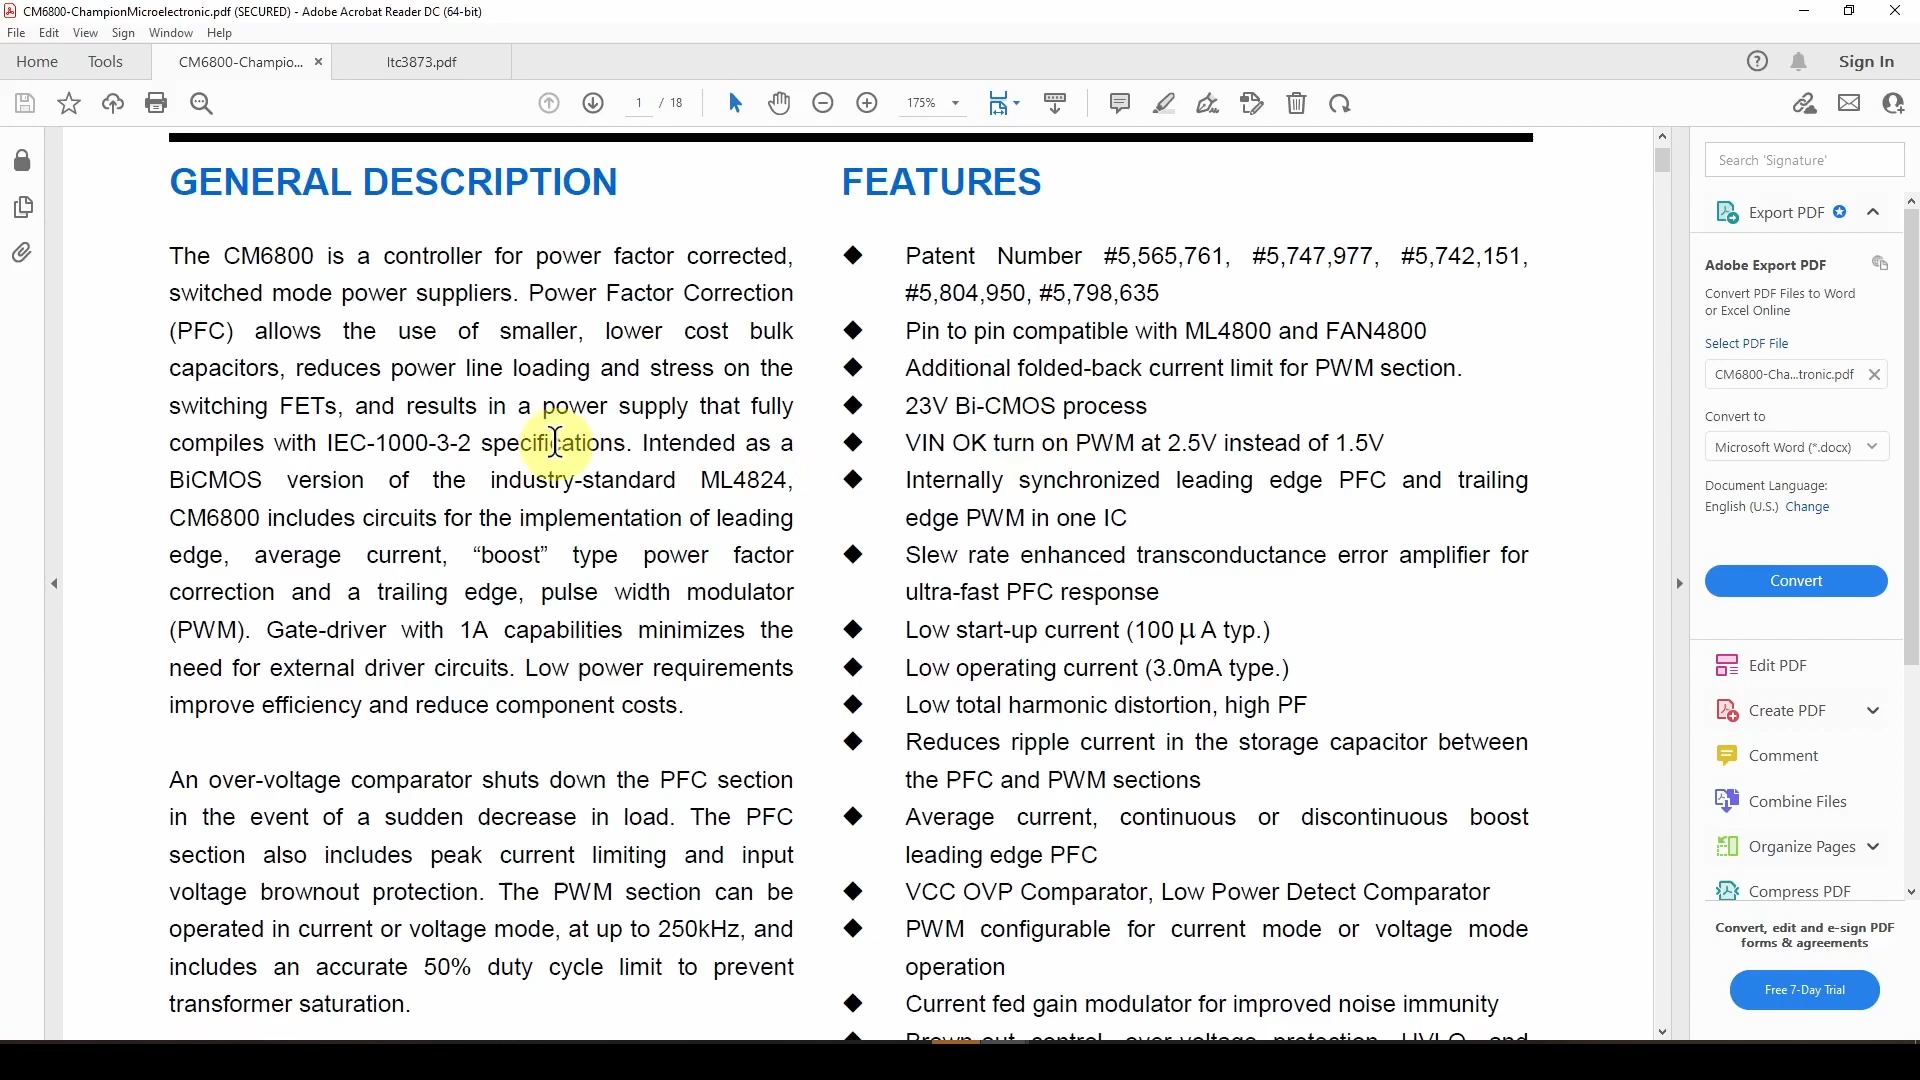 CM6800-ChampionMicroelectronic.pdf (SECURED) - Adobe Acrobat Reader DC (64-bit)
File Edit View Sign Window Help
Home Tools CM6800-Champio... × ltc3873.pdf Sign In
1 / 18 175%
GENERAL DESCRIPTION
The CM6800 is a controller for power factor corrected,
switched mode power suppliers. Power Factor Correction
(PFC) allows the use of smaller, lower cost bulk
capacitors, reduces power line loading and stress on the
switching FETs, and results in a power supply that fully
compiles with IEC-1000-3-2 specifications. Intended as a
BiCMOS version of the industry-standard ML4824,
CM6800 includes circuits for the implementation of leading
edge, average current, “boost” type power factor
correction and a trailing edge, pulse width modulator
(PWM). Gate-driver with 1A capabilities minimizes the
need for external driver circuits. Low power requirements
improve efficiency and reduce component costs.
An over-voltage comparator shuts down the PFC section
in the event of a sudden decrease in load. The PFC
section also includes peak current limiting and input
voltage brownout protection. The PWM section can be
operated in current or voltage mode, at up to 250kHz, and
includes an accurate 50% duty cycle limit to prevent
transformer saturation.
FEATURES
◆ Patent Number #5,565,761, #5,747,977, #5,742,151,
#5,804,950, #5,798,635
◆ Pin to pin compatible with ML4800 and FAN4800
◆ Additional folded-back current limit for PWM section.
◆ 23V Bi-CMOS process
◆ VIN OK turn on PWM at 2.5V instead of 1.5V
◆ Internally synchronized leading edge PFC and trailing
edge PWM in one IC
◆ Slew rate enhanced transconductance error amplifier for
ultra-fast PFC response
◆ Low start-up current (100μA typ.)
◆ Low operating current (3.0mA type.)
◆ Low total harmonic distortion, high PF
◆ Reduces ripple current in the storage capacitor between
the PFC and PWM sections
◆ Average current, continuous or discontinuous boost
leading edge PFC
◆ VCC OVP Comparator, Low Power Detect Comparator
◆ PWM configurable for current mode or voltage mode
operation
◆ Current fed gain modulator for improved noise immunity
◆ Brown-out control, over-voltage protection, UVLO, and
Search 'Signature'
Export PDF
Adobe Export PDF
Convert PDF Files to Word
or Excel Online
Select PDF File
CM6800-Cha...tronic.pdf
Convert to
Microsoft Word (*.docx)
Document Language:
English (U.S.) Change
Convert
Edit PDF
Create PDF
Comment
Combine Files
Organize Pages
Compress PDF
Convert, edit and e-sign PDF
forms & agreements
Free 7-Day Trial